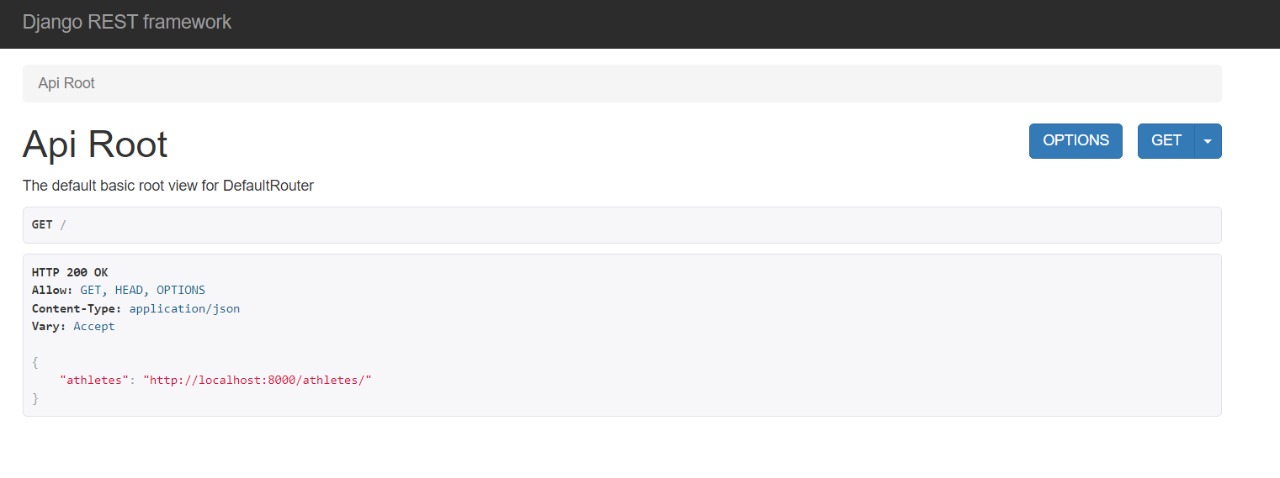 Django REST framework
Api Root
Api Root
OPTIONS
GET
The default basic root view for DefaultRouter
GET /
HTTP 200 OK
Allow: GET, HEAD, OPTIONS
Content-Type: application/json
Vary: Accept
{
    "athletes": "http://localhost:8000/athletes/"
}